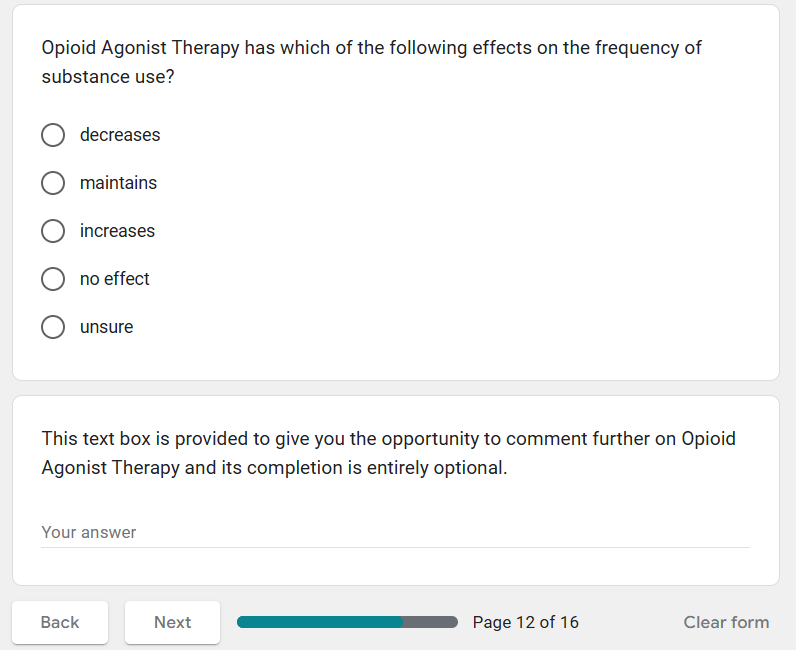 Opioid Agonist Therapy has which of the following effects on the frequency of
substance use?
decreases
maintains
increases
no effect
unsure
This text box is provided to give you the opportunity to comment further on Opioid
Agonist Therapy and its completion is entirely optional.
Your answer
Back Next Page 12 of 16 Clear form